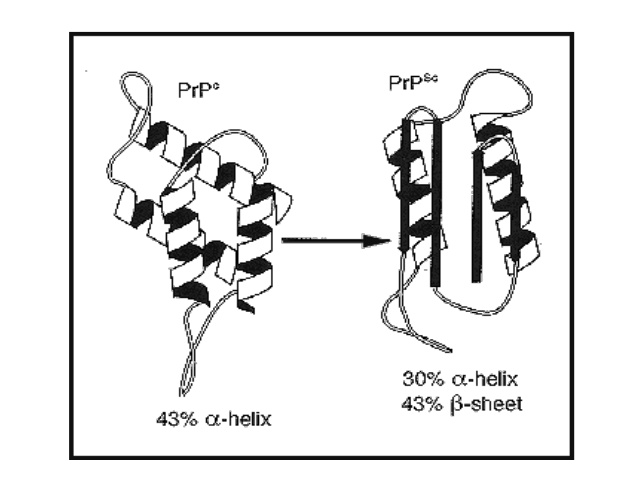 PrPᶜ
PrPˢᶜ
43% α-helix
30% α-helix
43% β-sheet